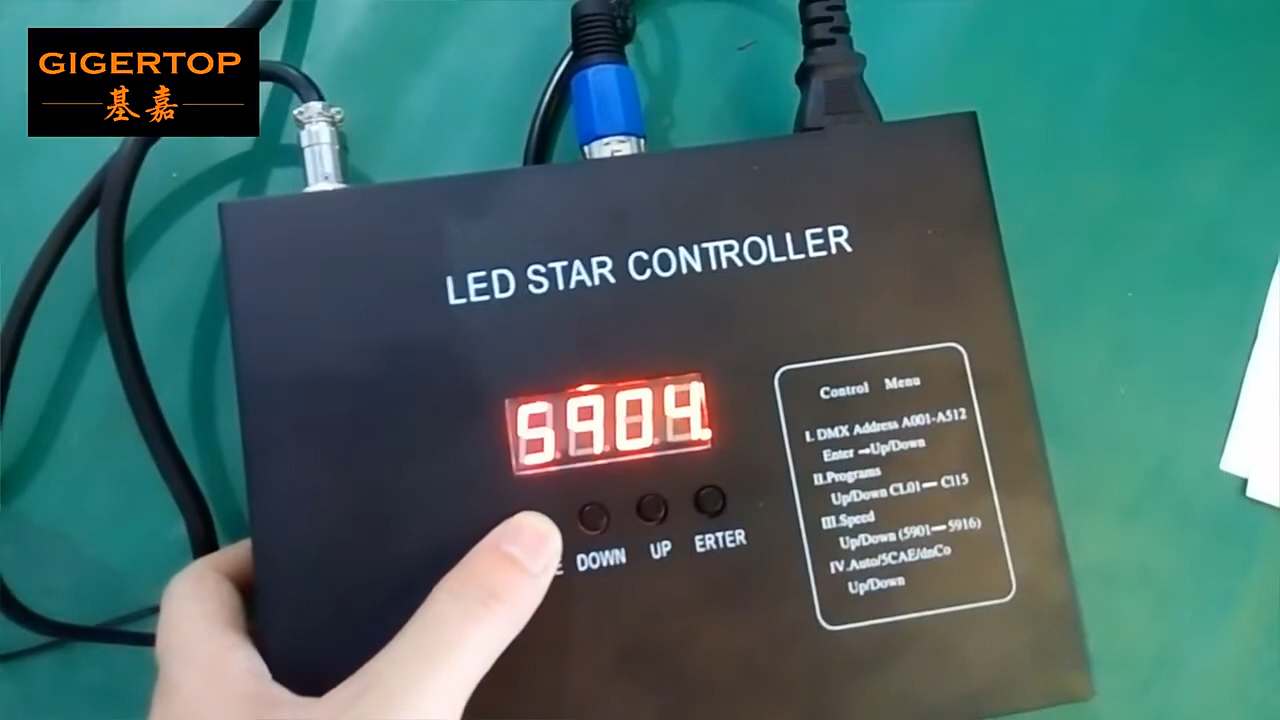 GIGERTOP
基嘉
LED STAR CONTROLLER
5904.
DOWN UP ERTER
Control Menu
I. DMX Address A001-A512
Enter →Up/Down
II.Programs
Up/Down CL01— Cl15
III.Speed
Up/Down (5901—5916)
IV.Auto/5CAE/dnCo
Up/Down